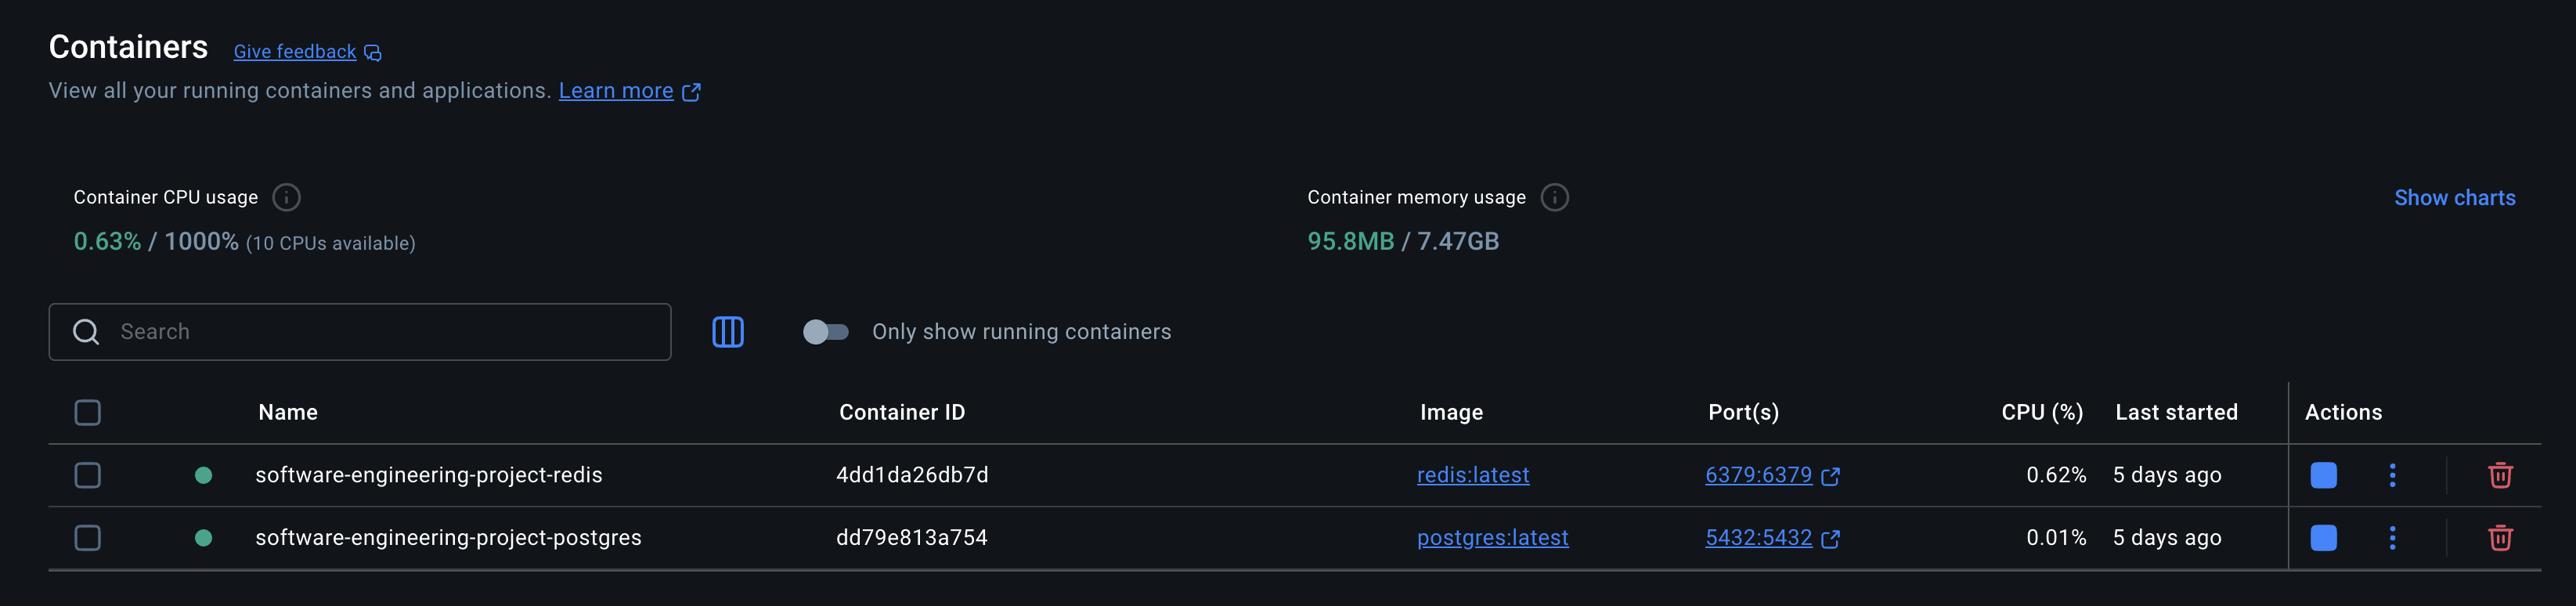 Containers Give feedback
View all your running containers and applications. Learn more
Container CPU usage Container memory usage Show charts
0.63% / 1000% (10 CPUs available) 95.8MB / 7.47GB
Search Only show running containers
Name Container ID Image Port(s) CPU (%) Last started Actions
software-engineering-project-redis 4dd1da26db7d redis:latest 6379:6379 0.62% 5 days ago
software-engineering-project-postgres dd79e813a754 postgres:latest 5432:5432 0.01% 5 days ago